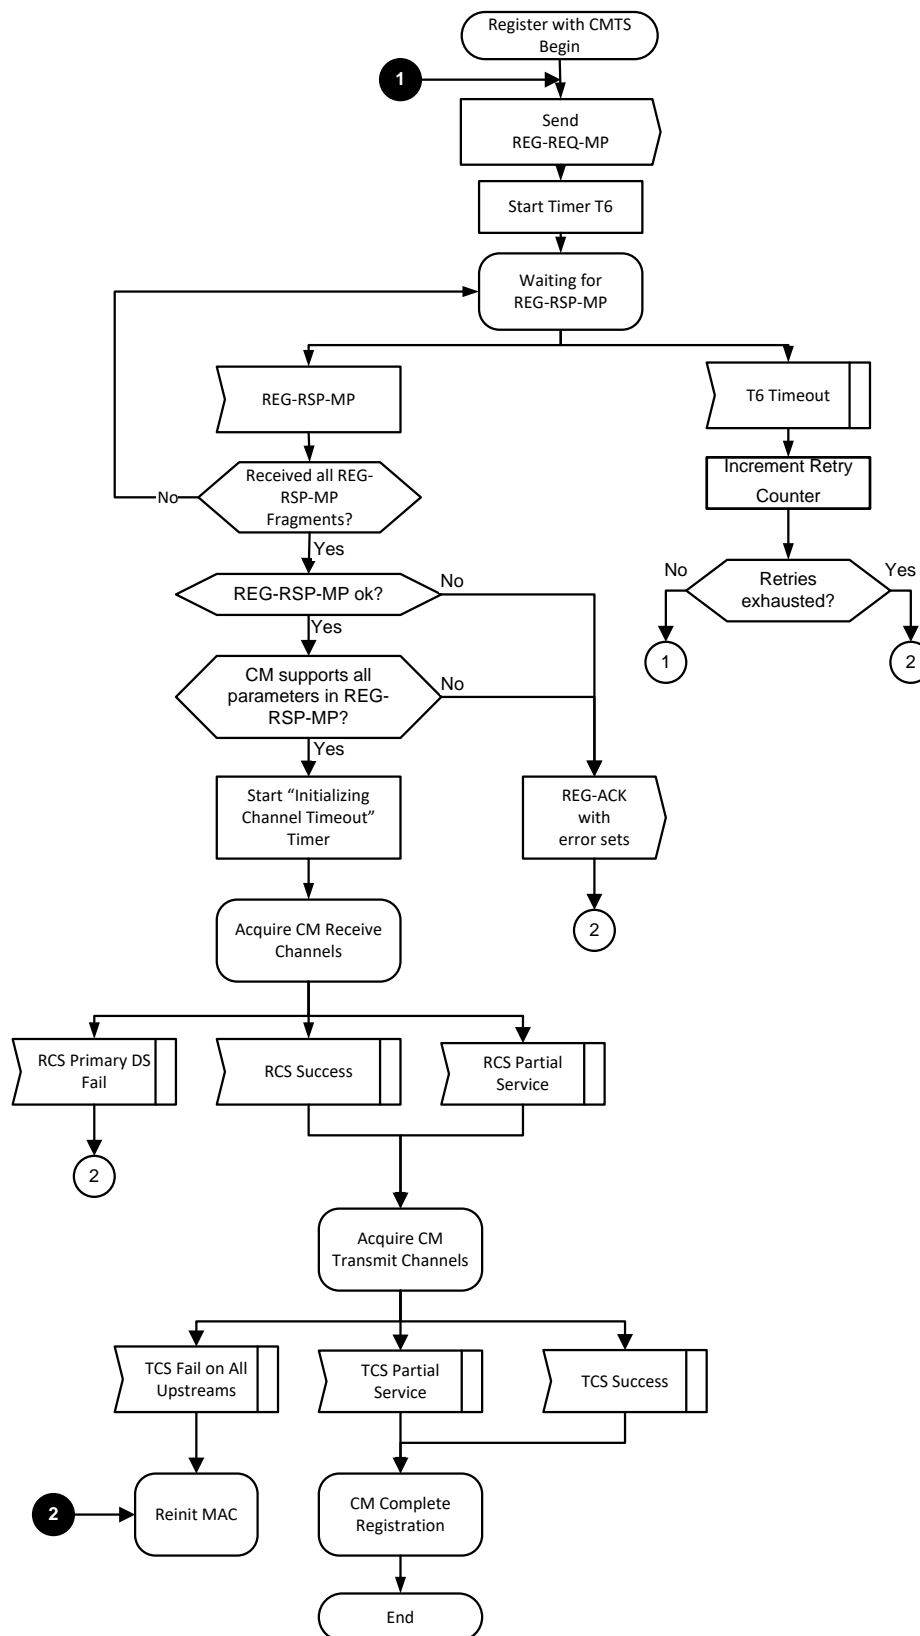 Register with CMTS
Begin
1
Send
REG-REQ-MP
Start Timer T6
Waiting for
REG-RSP-MP
REG-RSP-MP
T6 Timeout
Received all REG-
RSP-MP
Fragments?
No
Yes
Increment Retry
Counter
REG-RSP-MP ok?
No
Yes
Retries
exhausted?
No
Yes
1
2
CM supports all
parameters in REG-
RSP-MP?
No
Yes
Start “Initializing
Channel Timeout”
Timer
REG-ACK
with
error sets
2
Acquire CM Receive
Channels
RCS Primary DS
Fail
RCS Success
RCS Partial
Service
2
Acquire CM
Transmit Channels
TCS Fail on All
Upstreams
TCS Partial
Service
TCS Success
2
Reinit MAC
CM Complete
Registration
End